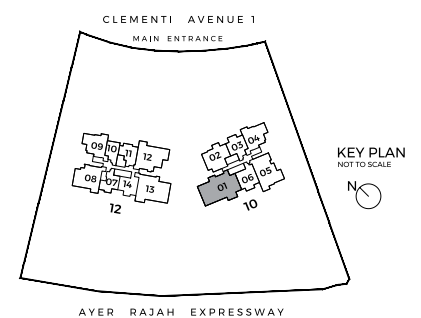 CLEMENTI AVENUE 1
MAIN ENTRANCE
09 10 11 12
02 03 04
KEY PLAN
NOT TO SCALE
08 07 14 13
01 06 05
N
12
10
AYER RAJAH EXPRESSWAY